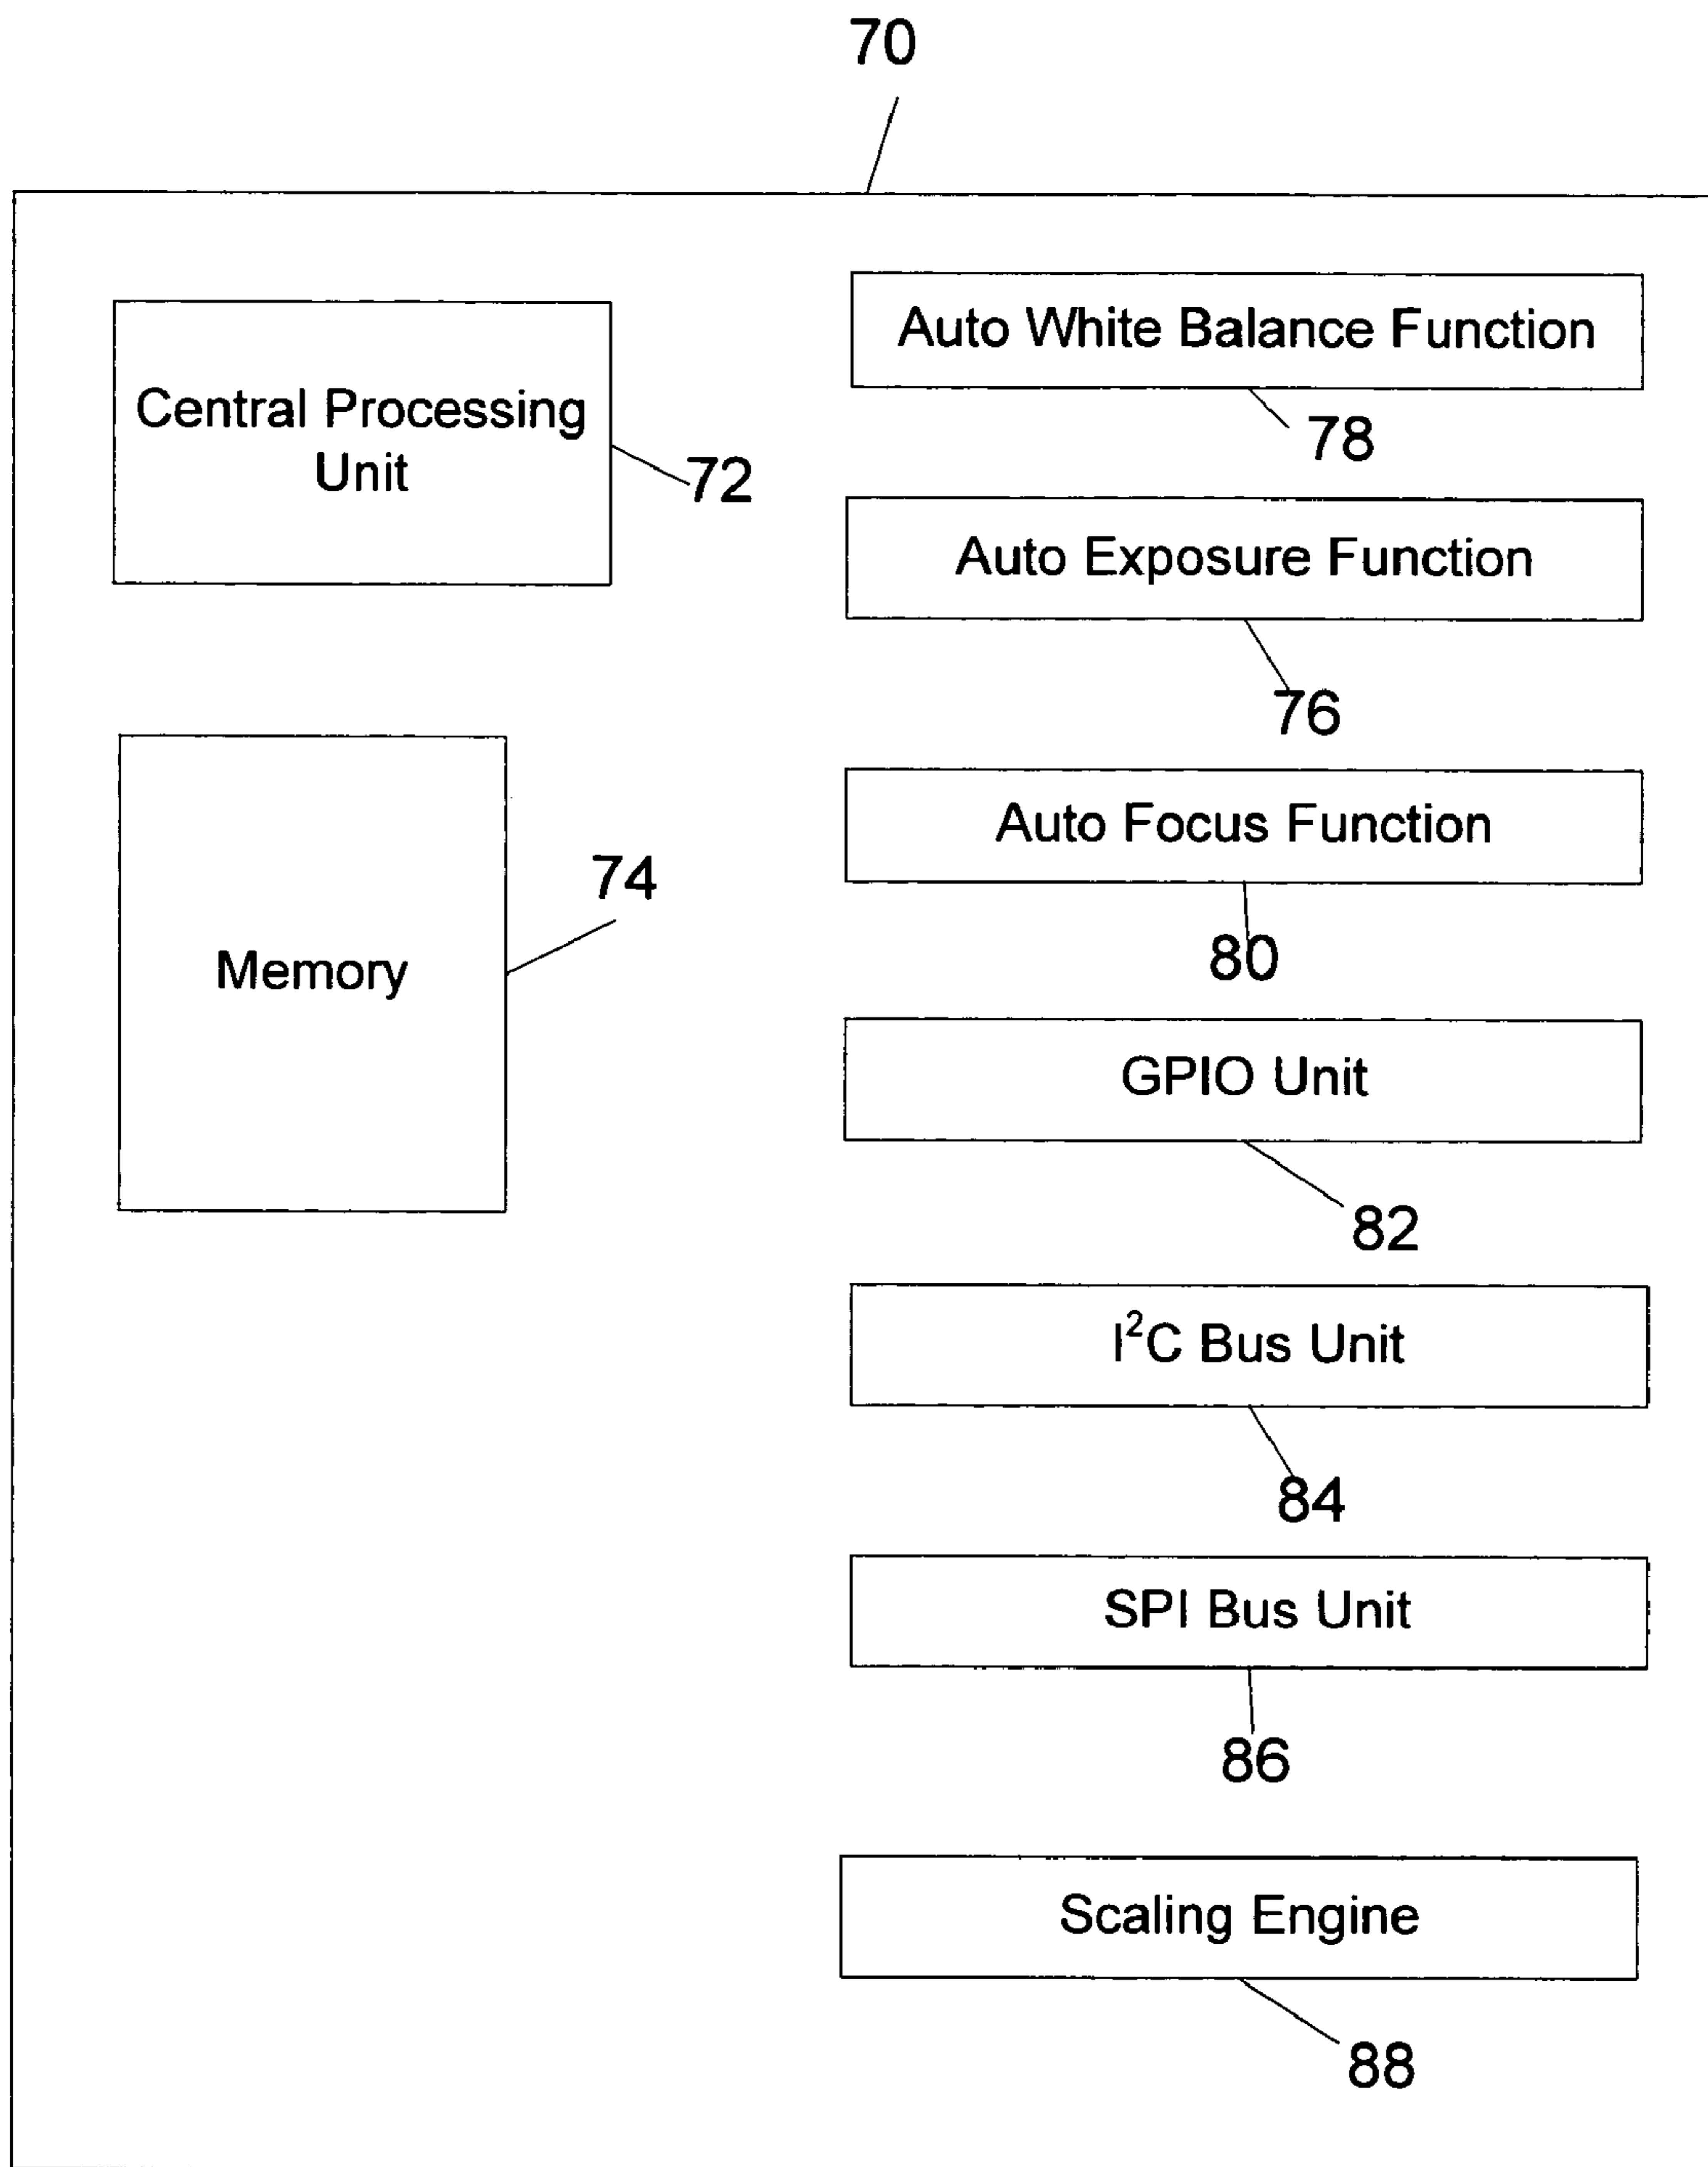 70
Central Processing
Unit
72
Memory
74
Auto White Balance Function
78
Auto Exposure Function
76
Auto Focus Function
80
GPIO Unit
82
I²C Bus Unit
84
SPI Bus Unit
86
Scaling Engine
88